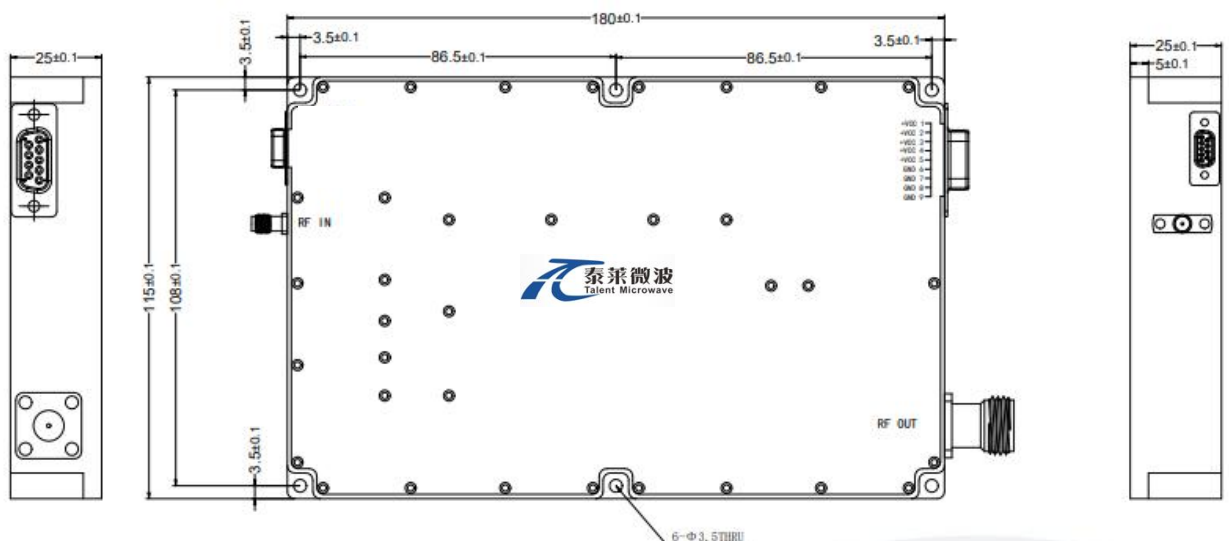 180±0.1
25±0.1
3.5±0.1
3.5±0.1
3.5±0.1
25±0.1
86.5±0.1
86.5±0.1
5±0.1
+VCC 1
+VCC 2
+VCC 3
+VCC 4
+VCC 5
GND 6
GND 7
GND 8
GND 9
RF IN
泰莱微波
Talent Microwave
115±0.1
108±0.1
RF OUT
3.5±0.1
6-Φ3.5THRU